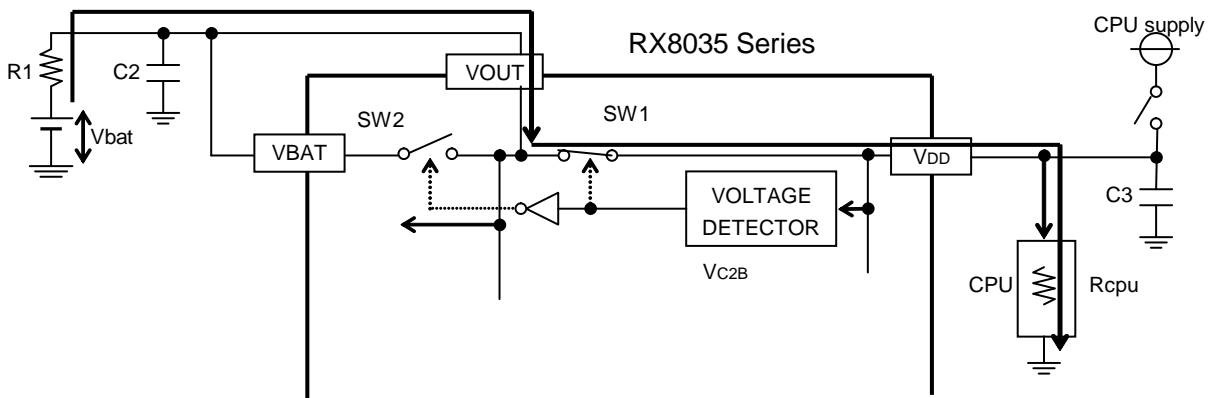 CPU supply
RX8035 Series
R1
C2
VOUT
Vbat
SW2
SW1
VBAT
VDD
VOLTAGE
DETECTOR
C3
VC2B
CPU
Rcpu